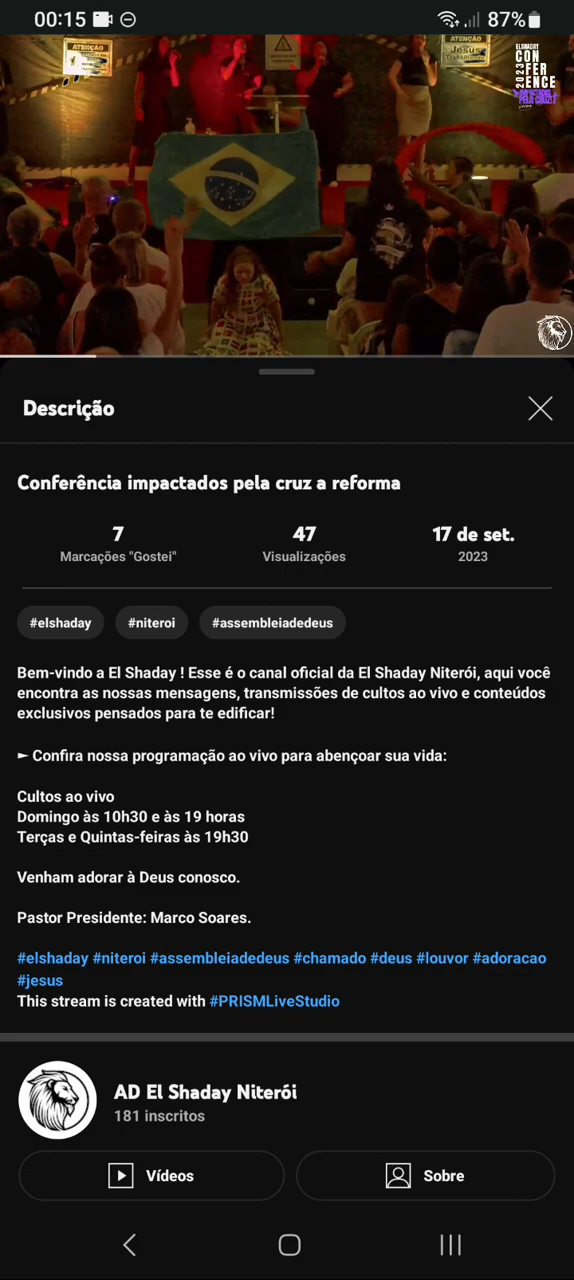 00:15
87%
ATENÇÃO
ATENÇÃO
Jesus
Trabalhando
ELSHADAY
CON
FER
ENCE
2023
PELA CRUZ
Descrição
Conferência impactados pela cruz a reforma
7 47 17 de set.
Marcações "Gostei" Visualizações 2023
#elshaday #niteroi #assembleiadedeus
Bem-vindo a El Shaday ! Esse é o canal oficial da El Shaday Niterói, aqui você
encontra as nossas mensagens, transmissões de cultos ao vivo e conteúdos
exclusivos pensados para te edificar!
► Confira nossa programação ao vivo para abençoar sua vida:
Cultos ao vivo
Domingo às 10h30 e às 19 horas
Terças e Quintas-feiras às 19h30
Venham adorar à Deus conosco.
Pastor Presidente: Marco Soares.
#elshaday #niteroi #assembleiadedeus #chamado #deus #louvor #adoracao
#jesus
This stream is created with #PRISMLiveStudio
AD El Shaday Niterói
181 inscritos
Vídeos Sobre